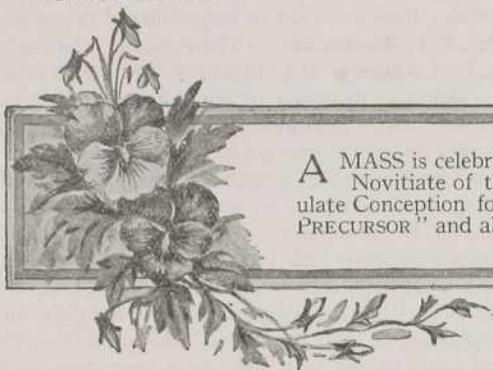 A MASS is celebr
Novitiate of t
ulate Conception fo
PRECURSOR" and al